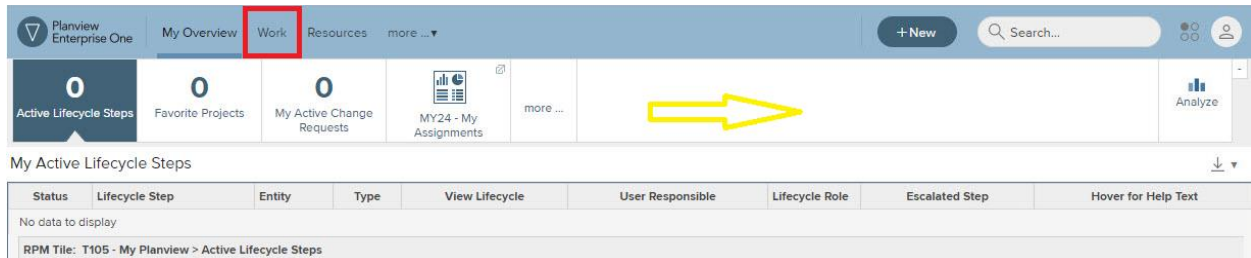 Planview
Enterprise One
My Overview Work Resources more ...▾ +New Search...
0 0 0
Active Lifecycle Steps Favorite Projects My Active Change
Requests
MY24 - My
Assignments
more ...
Analyze
My Active Lifecycle Steps
Status Lifecycle Step Entity Type View Lifecycle User Responsible Lifecycle Role Escalated Step Hover for Help Text
No data to display
RPM Tile: T105 - My Planview > Active Lifecycle Steps